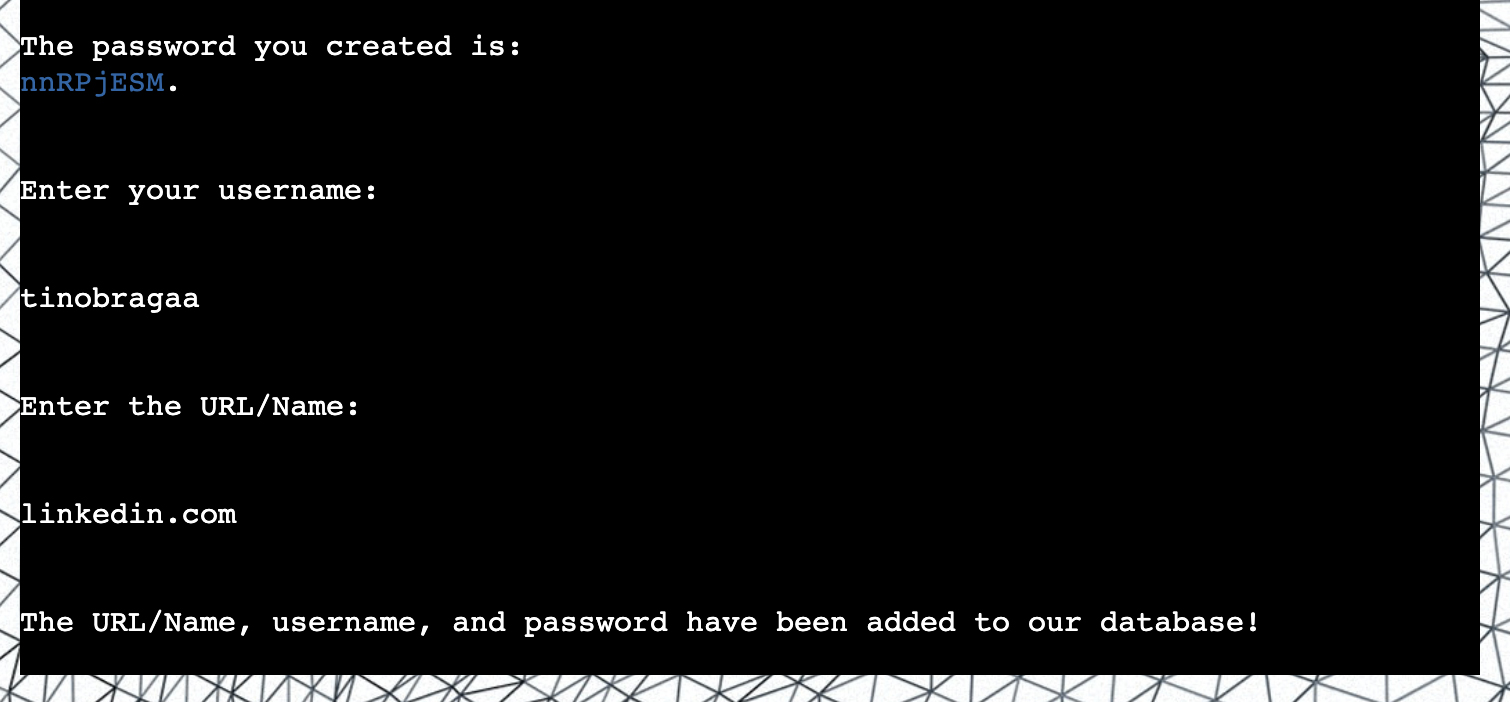 The password you created is:
nnRPjESM.
Enter your username:
tinobragaa
Enter the URL/Name:
linkedin.com
The URL/Name, username, and password have been added to our database!